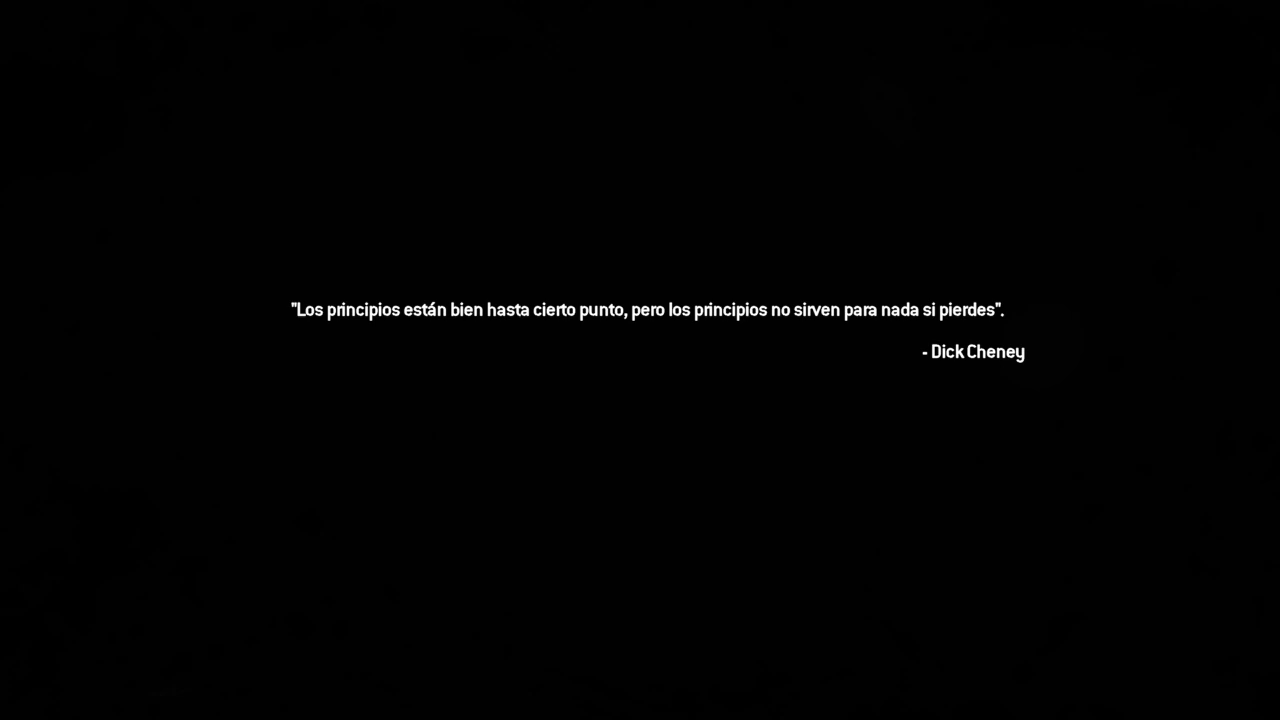 "Los principios están bien hasta cierto punto, pero los principios no sirven para nada si pierdes".
- Dick Cheney